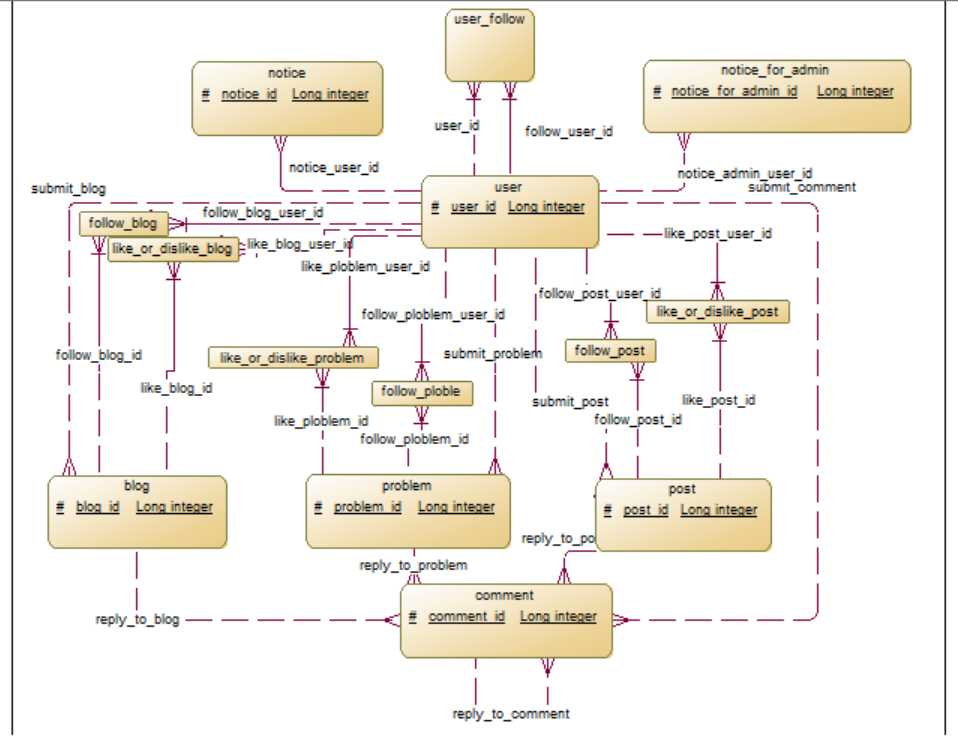 user_follow
notice
# notice_id Long integer
notice_for_admin
# notice_for_admin_id Long integer
user_id
follow_user_id
notice_user_id
notice_admin_user_id
submit_blog
user
# user_id Long integer
submit_comment
follow_blog
follow_blog_user_id
like_or_dislike_blog
like_blog_user_id
like_post_user_id
like_ploblem_user_id
follow_post_user_id
like_or_dislike_post
follow_ploblem_user_id
follow_blog_id
like_or_dislike_problem
submit_problem
follow_post
like_blog_id
follow_ploble
submit_post
like_post_id
like_ploblem_id
follow_post_id
follow_ploblem_id
blog
# blog_id Long integer
problem
# problem_id Long integer
post
# post_id Long integer
reply_to_po
reply_to_problem
comment
# comment_id Long integer
reply_to_blog
reply_to_comment